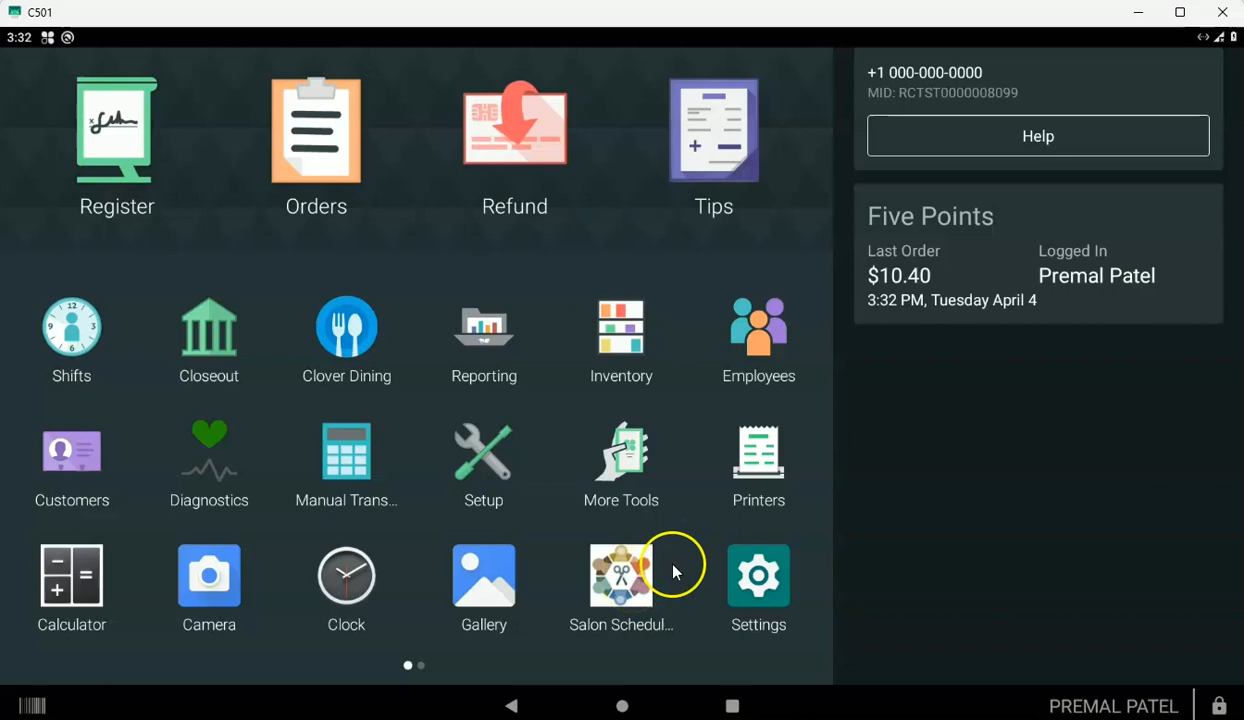 C501
3:32
Register
Orders
Refund
Tips
+1 000-000-0000
MID: RCTST0000008099
Help
Five Points
Last Order
Logged In
$10.40
Premal Patel
3:32 PM, Tuesday April 4
Shifts
Closeout
Clover Dining
Reporting
Inventory
Employees
Customers
Diagnostics
Manual Trans...
Setup
More Tools
Printers
Calculator
Camera
Clock
Gallery
Salon Schedul...
Settings
PREMAL PATEL